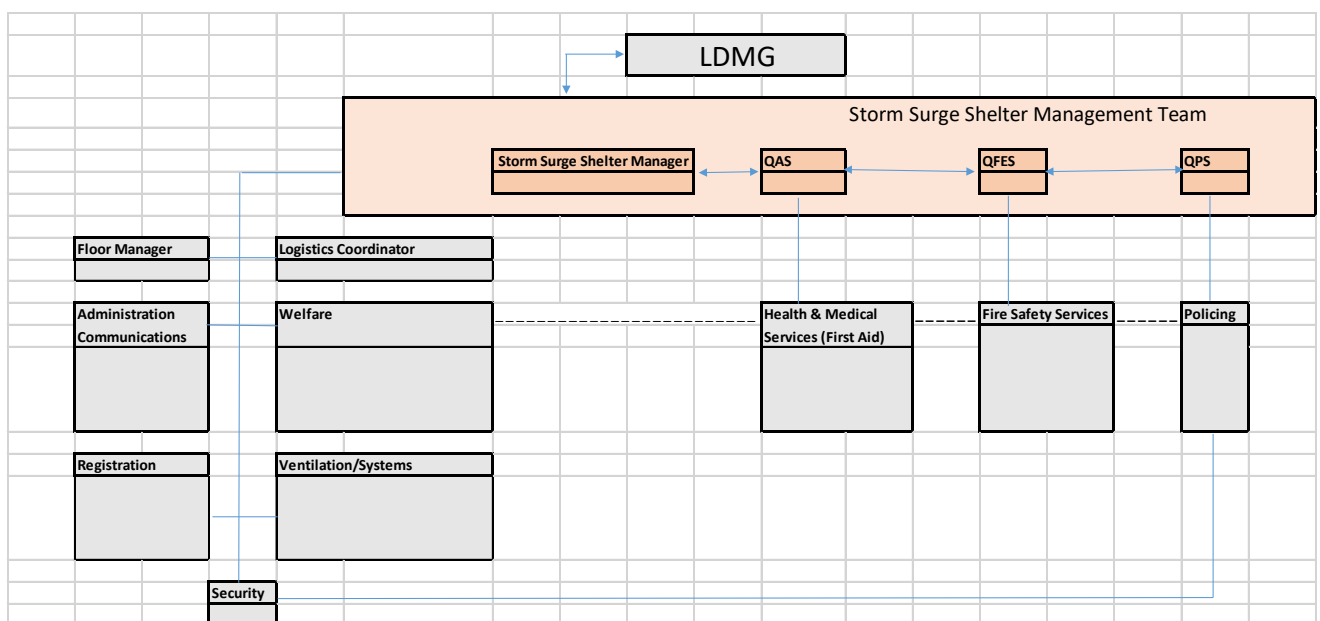 LDMG
Storm Surge Shelter Management Team
Storm Surge Shelter Manager
QAS
QFES
QPS
Floor Manager
Logistics Coordinator
Administration
Communications
Welfare
Health & Medical
Services (First Aid)
Fire Safety Services
Policing
Registration
Ventilation/Systems
Security